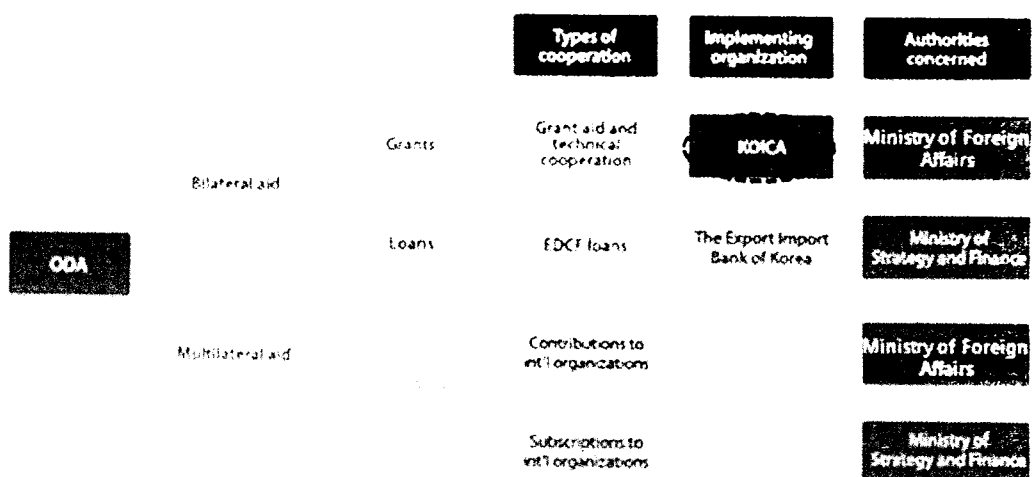 Types of
cooperation
Implementing
organization
Authorities
concerned
Grants
Grant aid and
technical
cooperation
KOICA
Ministry of Foreign
Affairs
Bilateral aid
ODA
Loans
EDCF loans
The Export Import
Bank of Korea
Ministry of
Strategy and Finance
Multilateral aid
Contributions to
int'l organizations
Ministry of Foreign
Affairs
Subscriptions to
int'l organizations
Ministry of
Strategy and Finance